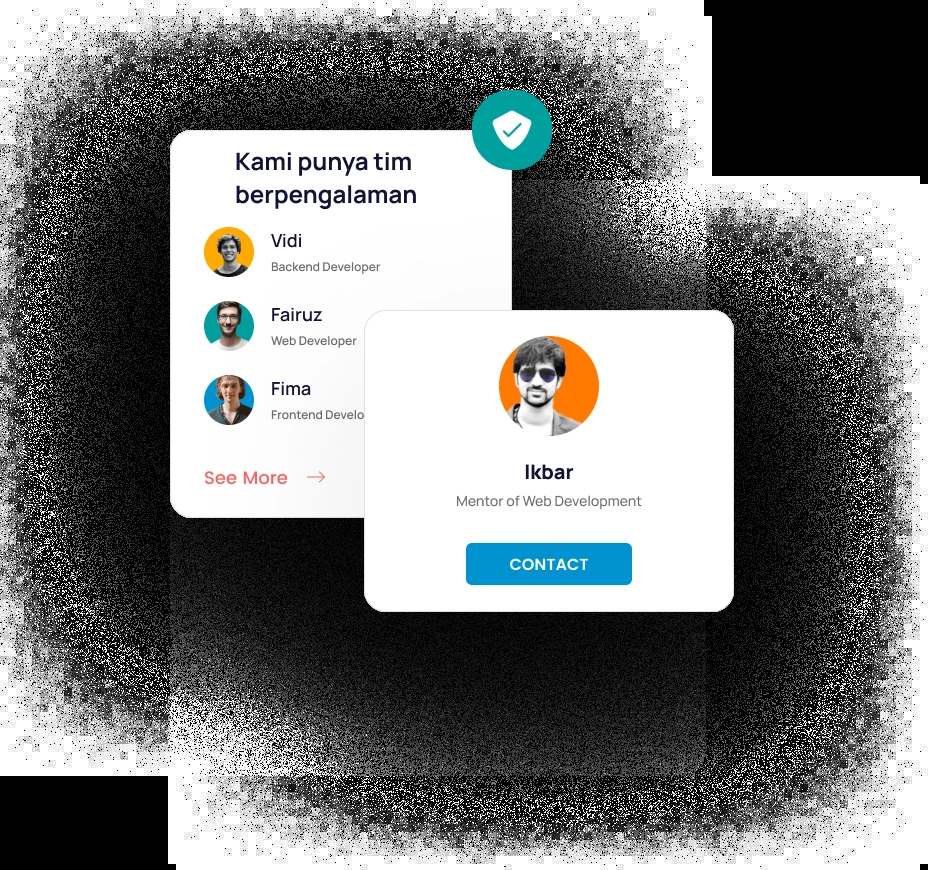 Kami punya tim
berpengalaman
Vidi
Backend Developer
Fairuz
Web Developer
Fima
Frontend Develo
See More
Ikbar
Mentor of Web Development
CONTACT